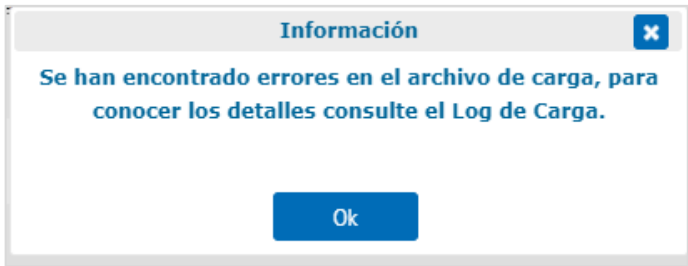 Información
Se han encontrado errores en el archivo de carga, para
conocer los detalles consulte el Log de Carga.
Ok